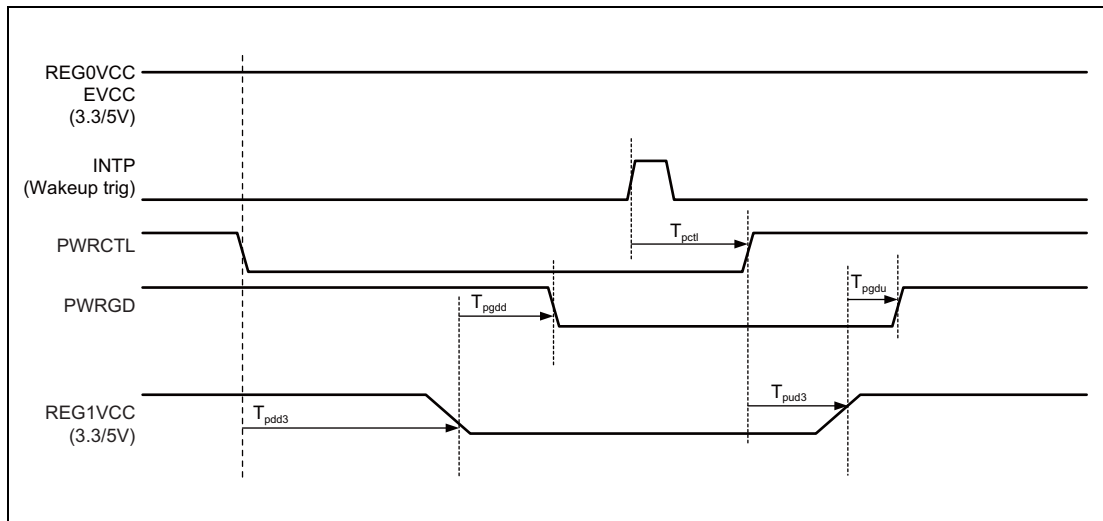 REG0VCC
EVCC
(3.3/5V)
INTP
(Wakeup trig)
T_pctl
PWRCTL
T_pgdu
PWRGD
T_pgdd
T_pud3
REG1VCC
T_pdd3
(3.3/5V)